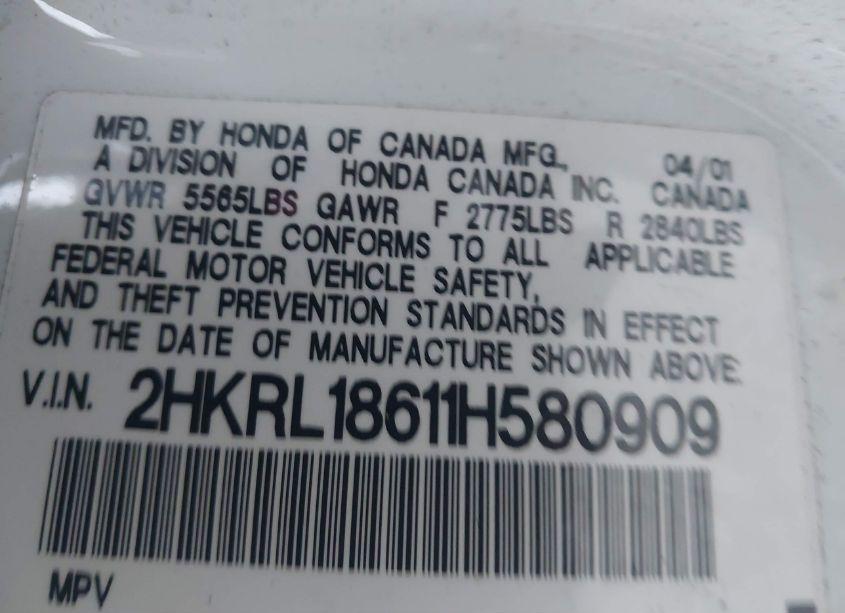 MFD. BY HONDA OF CANADA MFG., 04/01
A DIVISION OF HONDA CANADA INC. CANADA
GVWR 5565LBS GAWR F 2775LBS R 2840LBS
THIS VEHICLE CONFORMS TO ALL APPLICABLE
FEDERAL MOTOR VEHICLE SAFETY,
AND THEFT PREVENTION STANDARDS IN EFFECT
ON THE DATE OF MANUFACTURE SHOWN ABOVE.
V.I.N. 2HKRL18611H580909
MPV